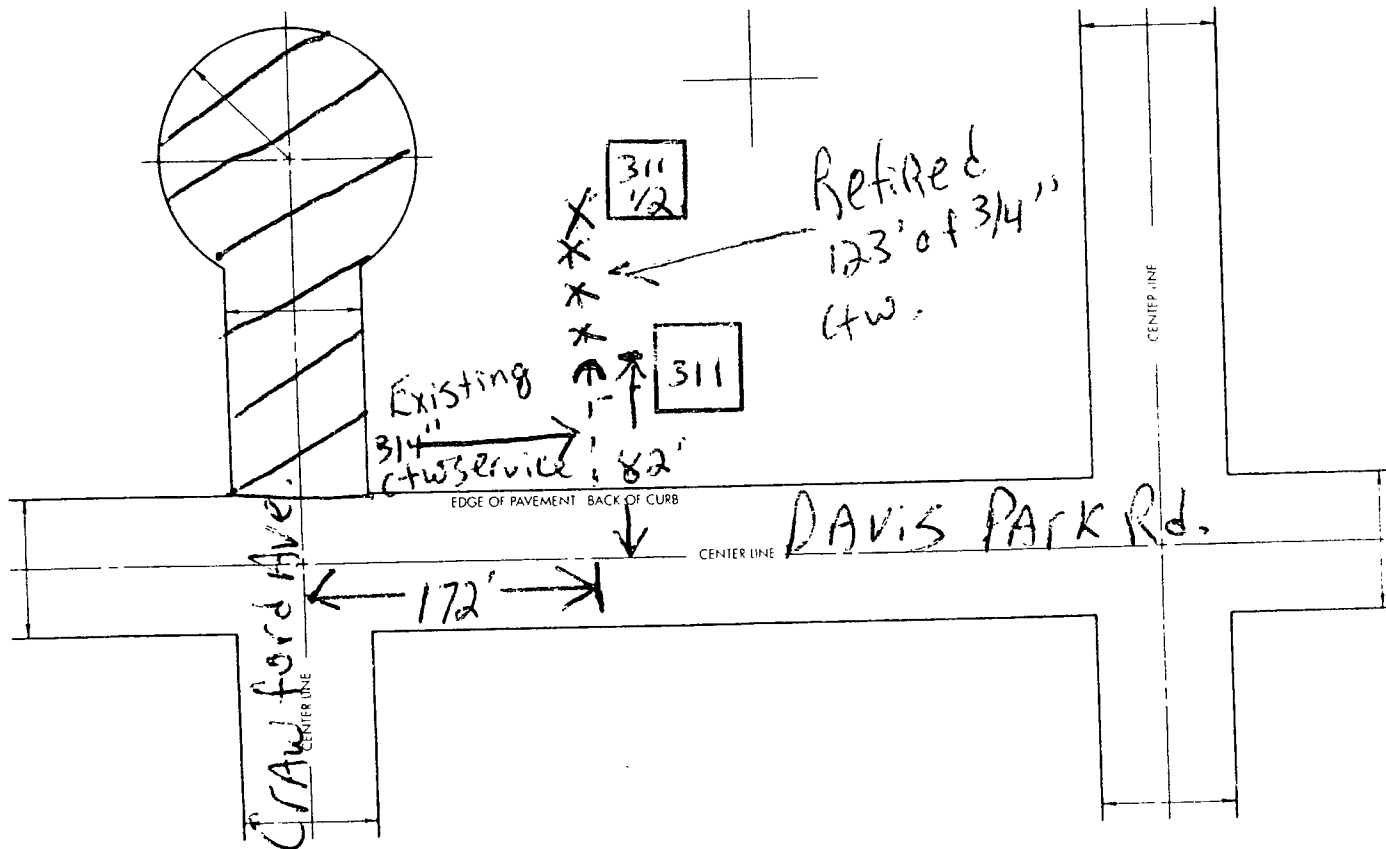 311
1/2
Retired
123' of 3/4"
ctw.
CENTER LINE
311
Existing
3/4"
ctw service
82'
EDGE OF PAVEMENT BACK OF CURB
CENTER LINE
DAVIS PARK Rd.
172'
CRAWford Ave.
CENTER LINE